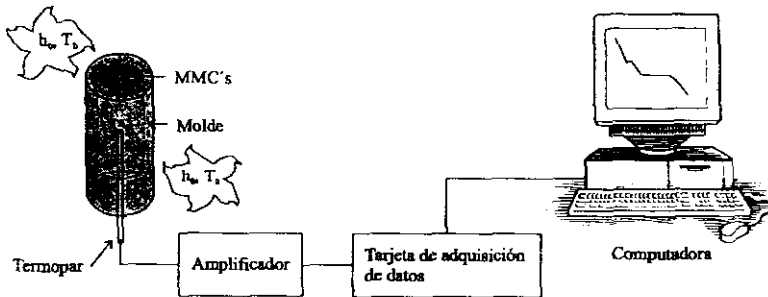 MMC´s
Molde
Termopar
Amplificador
Tarjeta de adquisición
de datos
Computadora